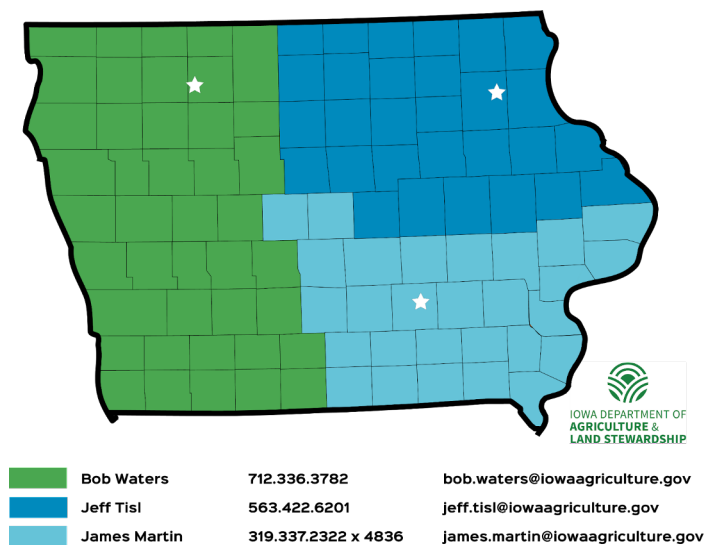 IOWA DEPARTMENT OF
AGRICULTURE &
LAND STEWARDSHIP
Bob Waters 712.336.3782 bob.waters@iowaagriculture.gov
Jeff Tisl 563.422.6201 jeff.tisl@iowaagriculture.gov
James Martin 319.337.2322 x 4836 james.martin@iowaagriculture.gov